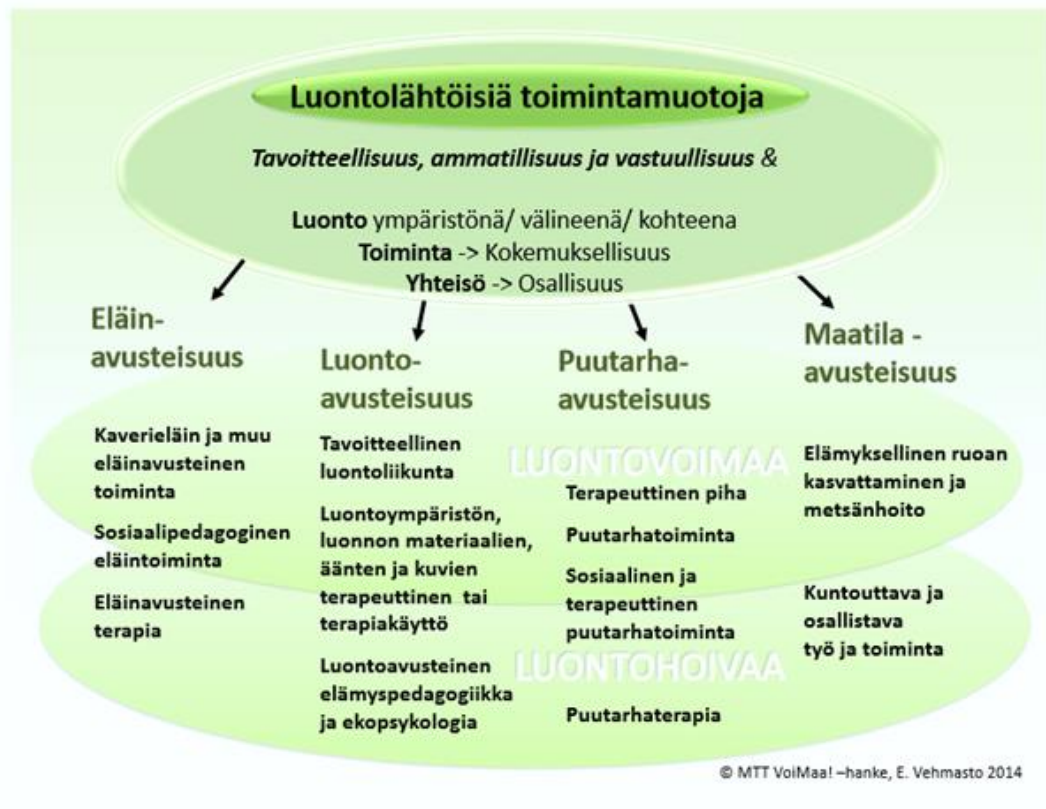 Luontolähtöisiä toimintamuotoja
Tavoitteellisuus, ammatillisuus ja vastuullisuus &
Luonto ympäristönä/ välineenä/ kohteena
Toiminta -> Kokemuksellisuus
Yhteisö -> Osallisuus
Eläin-
avusteisuus
Kaverieläin ja muu
eläinavusteinen
toiminta
Sosiaalipedagoginen
eläintoiminta
Eläinavusteinen
terapia
Luonto-
avusteisuus
Tavoitteellinen
luontoliikunta
Luontoympäristön,
luonnon materiaalien,
äänten ja kuvien
terapeuttinen tai
terapiakäyttö
Luontoavusteinen
elämyspedagogiikka
ja ekopsykologia
Puutarha-
avusteisuus
LUONTOVOIMAA
Terapeuttinen piha
Puutarhatoiminta
Sosiaalinen ja
terapeuttinen
puutarhatoiminta
LUONTOHOIVAA
Puutarhaterapia
Maatila -
avusteisuus
Elämyksellinen ruoan
kasvattaminen ja
metsänhoito
Kuntouttava ja
osallistava
työ ja toiminta
© MTT VoiMaa! –hanke, E. Vehmasto 2014